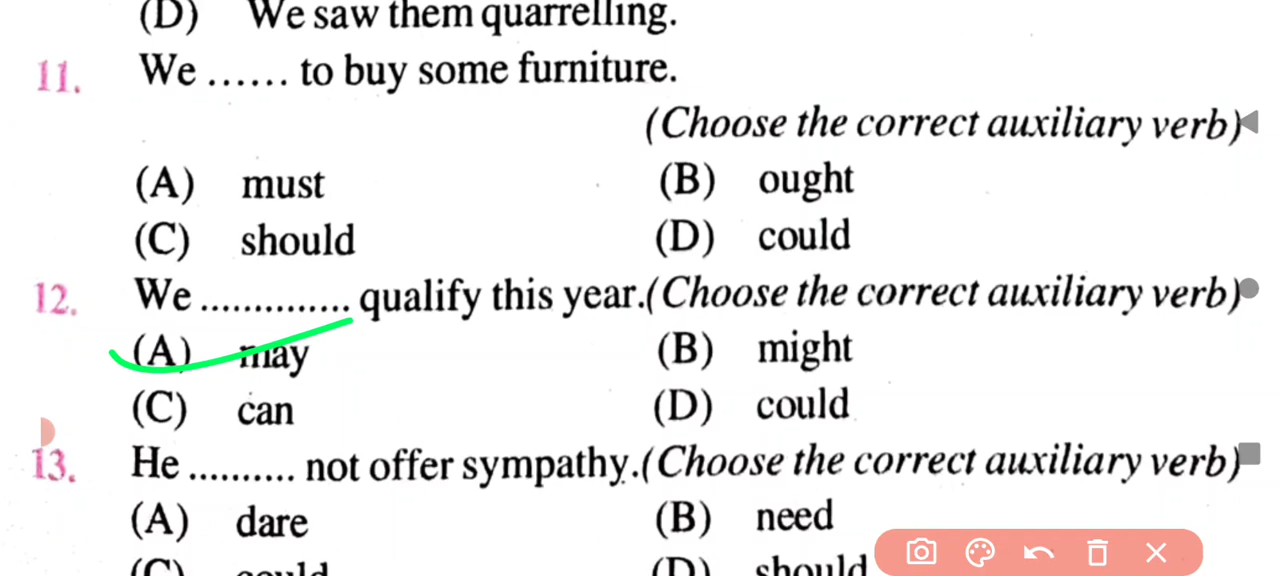 (D) We saw them quarrelling.
11. We ...... to buy some furniture.
(Choose the correct auxiliary verb)
(A) must (B) ought
(C) should (D) could
12. We .............. qualify this year.(Choose the correct auxiliary verb)
(A) may (B) might
(C) can (D) could
13. He .......... not offer sympathy.(Choose the correct auxiliary verb)
(A) dare (B) need
(C) could (D) should